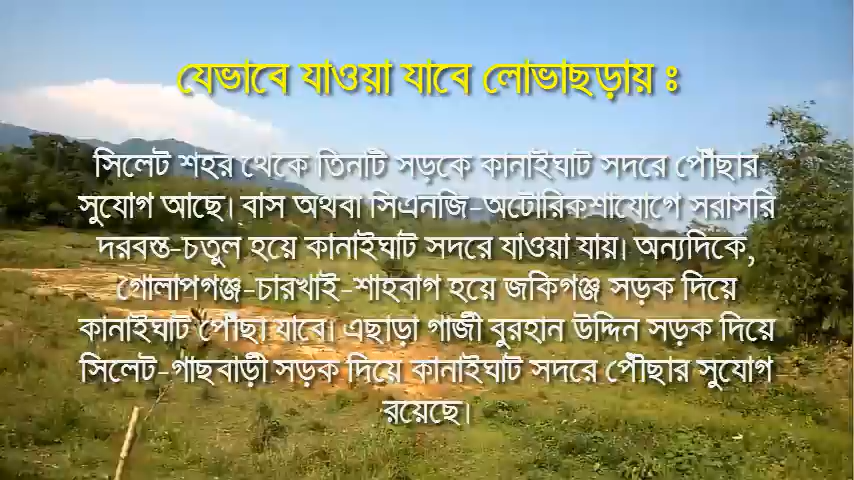 যেভাবে যাওয়া যাবে লোভাছড়ায় ঃ
সিলেট শহর থেকে তিনটি সড়কে কানাইঘাট সদরে পৌঁছার
সুযোগ আছে। বাস অথবা সিএনজি-অটোরিকশাযোগে সরাসরি
দরবস্ত-চতুল হয়ে কানাইঘাট সদরে যাওয়া যায়। অন্যদিকে,
গোলাপগঞ্জ-চারখাই-শাহবাগ হয়ে জকিগঞ্জ সড়ক দিয়ে
কানাইঘাট পৌঁছা যাবে। এছাড়া গাজী বুরহান উদ্দিন সড়ক দিয়ে
সিলেট-গাছবাড়ী সড়ক দিয়ে কানাইঘাট সদরে পৌঁছার সুযোগ
রয়েছে।